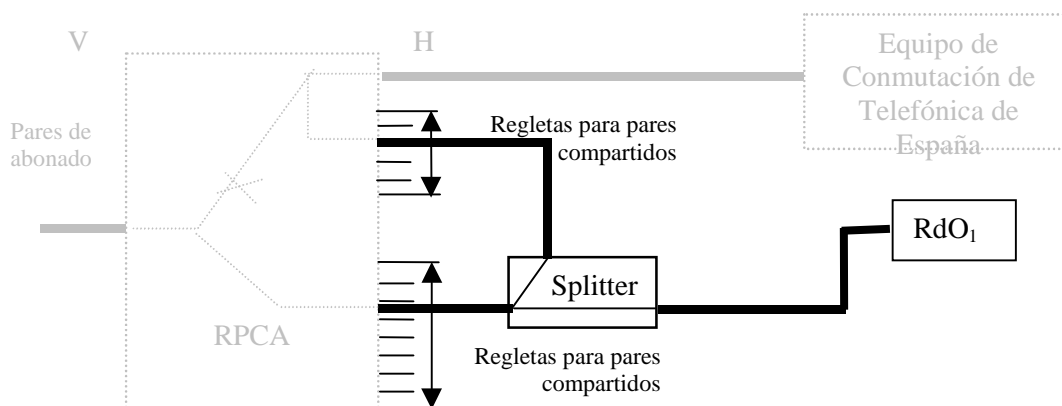 V
H
Equipo de
Conmutación de
Telefónica de
España
Pares de
abonado
Regletas para pares
compartidos
RdO1
Splitter
RPCA
Regletas para pares
compartidos